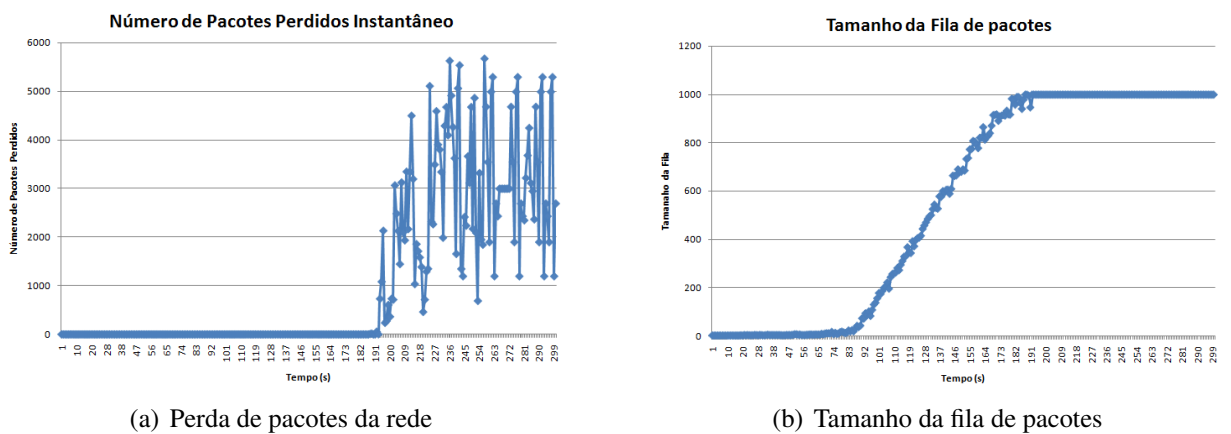 Número de Pacotes Perdidos Instantâneo
6000
5000
4000
3000
2000
1000
0
Número de Pacotes Perdidos
1 10 20 28 38 47 56 65 74 83 92 101 110 119 128 137 146 155 164 173 182 191 200 209 218 227 236 245 254 263 272 281 290 299
Tempo (s)
(a) Perda de pacotes da rede
Tamanho da Fila de pacotes
1200
1000
800
600
400
200
0
Tamanho da Fila
1 10 20 28 38 47 56 65 74 83 92 101 110 119 128 137 146 155 164 173 182 191 200 209 218 227 236 245 254 263 272 281 290 299
Tempo (s)
(b) Tamanho da fila de pacotes